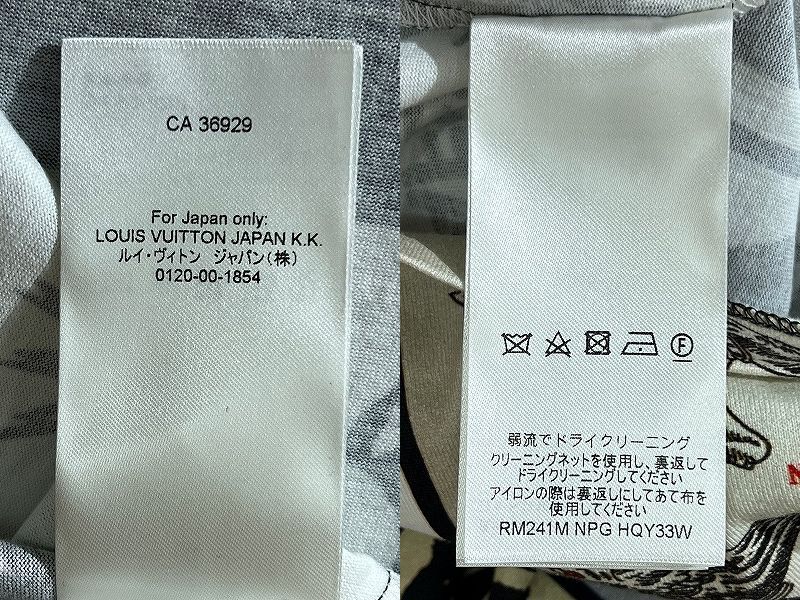 CA 36929
For Japan only:
LOUIS VUITTON JAPAN K.K.
ルイ・ヴィトン ジャパン(株)
0120-00-1854
F
弱流でドライクリーニング
クリーニングネットを使用し、裏返して
ドライクリーニングしてください
アイロンの際は裏返しにしてあて布を
使用してください
RM241M NPG HQY33W
N